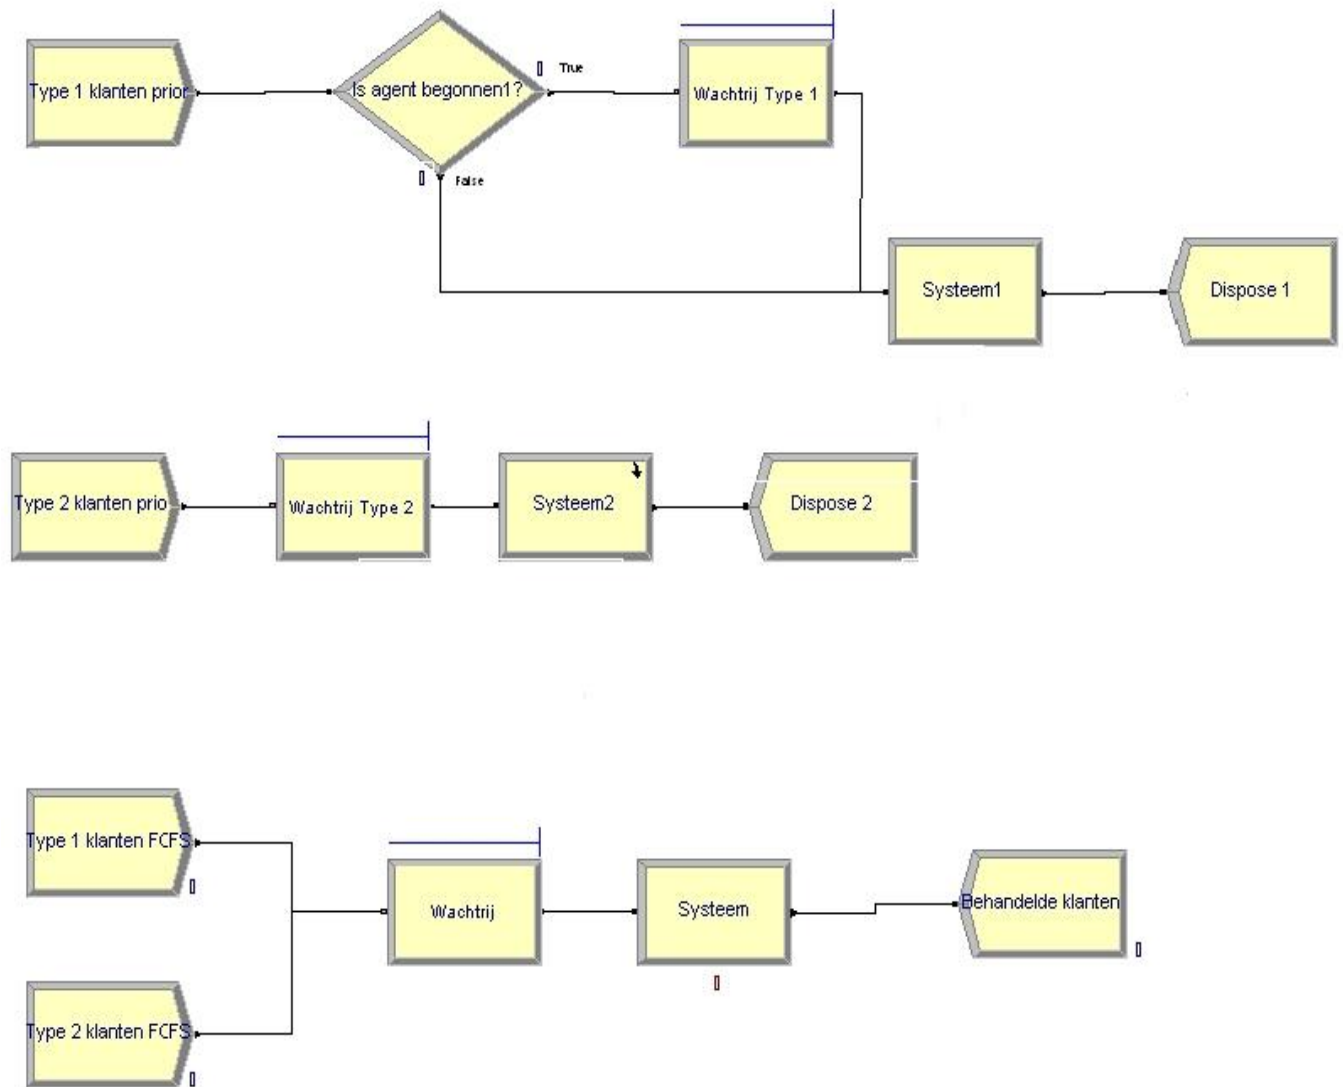 Type 1 klanten prior
Is agent begonnen1?
True
Wachtrij Type 1
False
Systeem1
Dispose 1
Type 2 klanten prio
Wachtrij Type 2
Systeem2
Dispose 2
Type 1 klanten FCFS
Wachtrij
Systeem
Behandelde klanten
Type 2 klanten FCFS